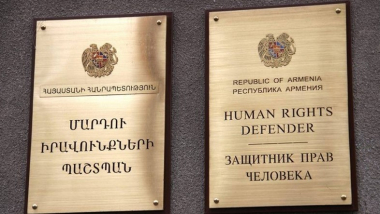 ՀԱՅԱՍՏԱՆԻ ՀԱՆՐԱՊԵՏՈՒԹՅՈՒՆ
ՄԱՐԴՈՒ
ԻՐԱՎՈՒՆՔՆԵՐԻ
ՊԱՇՏՊԱՆ
REPUBLIC OF ARMENIA
РЕСПУБЛИКА АРМЕНИЯ
HUMAN RIGHTS
DEFENDER
ЗАЩИТНИК ПРАВ
ЧЕЛОВЕКА